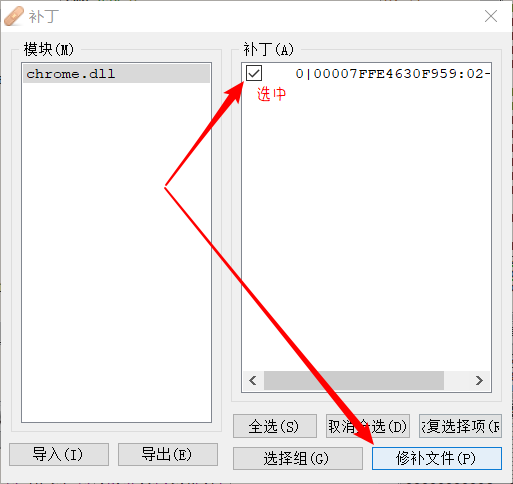 补丁
模块(M)
补丁(A)
chrome.dll
0|00007FFE4630F959:02-
选中
全选(S)
取消全选(D)
复选择项(R
导入(I)
导出(E)
选择组(G)
修补文件(P)